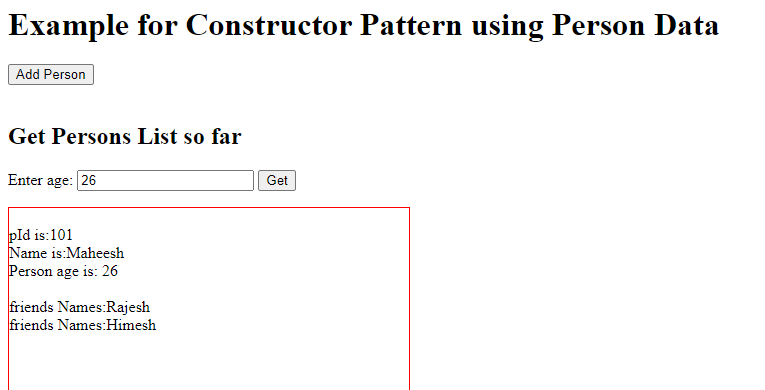 Example for Constructor Pattern using Person Data
Add Person
Get Persons List so far
Enter age: 26 Get
pId is:101
Name is:Maheesh
Person age is: 26
friends Names:Rajesh
friends Names:Himesh